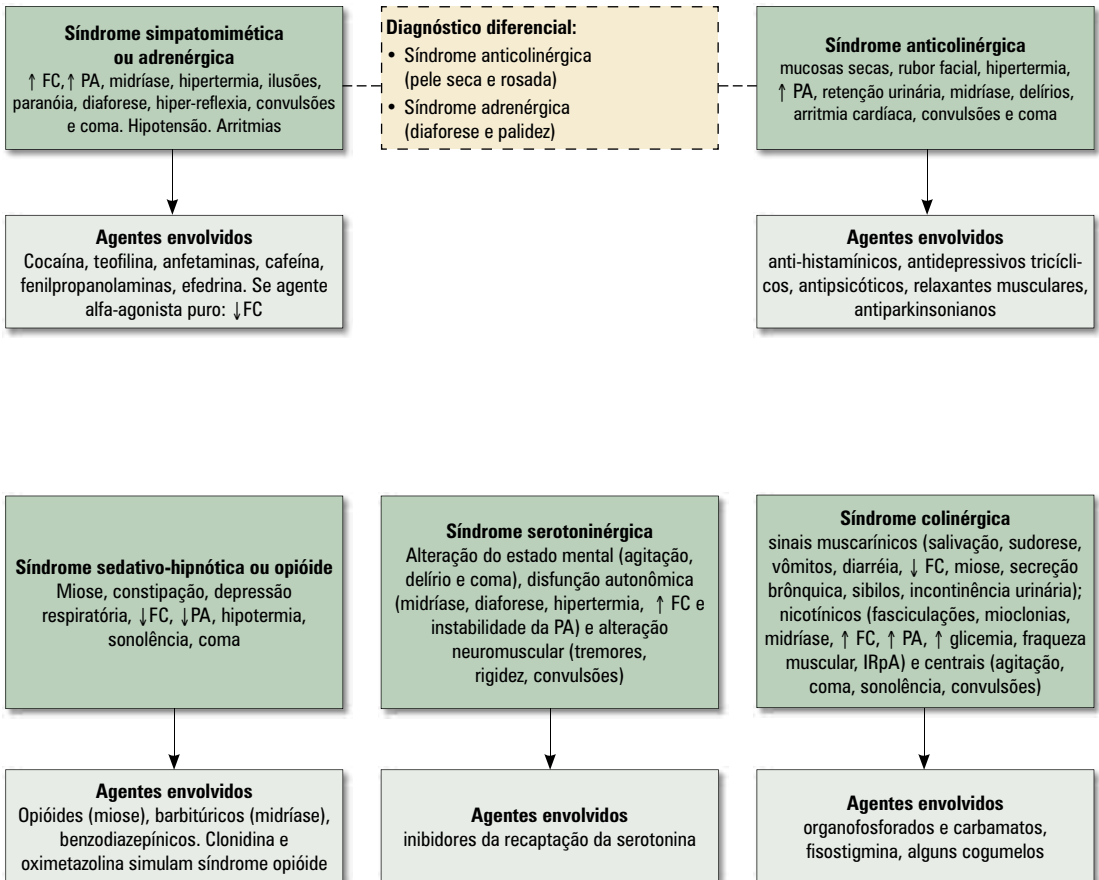 Síndrome simpatomimética
ou adrenérgica
↑ FC,↑ PA, midríase, hipertermia, ilusões,
paranóia, diaforese, hiper-reflexia, convulsões
e coma. Hipotensão. Arritmias
Diagnóstico diferencial:
• Síndrome anticolinérgica
(pele seca e rosada)
• Síndrome adrenérgica
(diaforese e palidez)
Síndrome anticolinérgica
mucosas secas, rubor facial, hipertermia,
↑ PA, retenção urinária, midríase, delírios,
arritmia cardíaca, convulsões e coma
Agentes envolvidos
Cocaína, teofilina, anfetaminas, cafeína,
fenilpropanolaminas, efedrina. Se agente
alfa-agonista puro: ↓FC
Agentes envolvidos
anti-histamínicos, antidepressivos tricícli-
cos, antipsicóticos, relaxantes musculares,
antiparkinsonianos
Síndrome sedativo-hipnótica ou opióide
Miose, constipação, depressão
respiratória, ↓FC, ↓PA, hipotermia,
sonolência, coma
Síndrome serotoninérgica
Alteração do estado mental (agitação,
delírio e coma), disfunção autonômica
(midríase, diaforese, hipertermia, ↑ FC e
instabilidade da PA) e alteração
neuromuscular (tremores,
rigidez, convulsões)
Síndrome colinérgica
sinais muscarínicos (salivação, sudorese,
vômitos, diarréia, ↓ FC, miose, secreção
brônquica, sibilos, incontinência urinária);
nicotínicos (fasciculações, mioclonias,
midríase, ↑ FC, ↑ PA, ↑ glicemia, fraqueza
muscular, IRpA) e centrais (agitação,
coma, sonolência, convulsões)
Agentes envolvidos
Opióides (miose), barbitúricos (midríase),
benzodiazepínicos. Clonidina e
oximetazolina simulam síndrome opióide
Agentes envolvidos
inibidores da recaptação da serotonina
Agentes envolvidos
organofosforados e carbamatos,
fisostigmina, alguns cogumelos